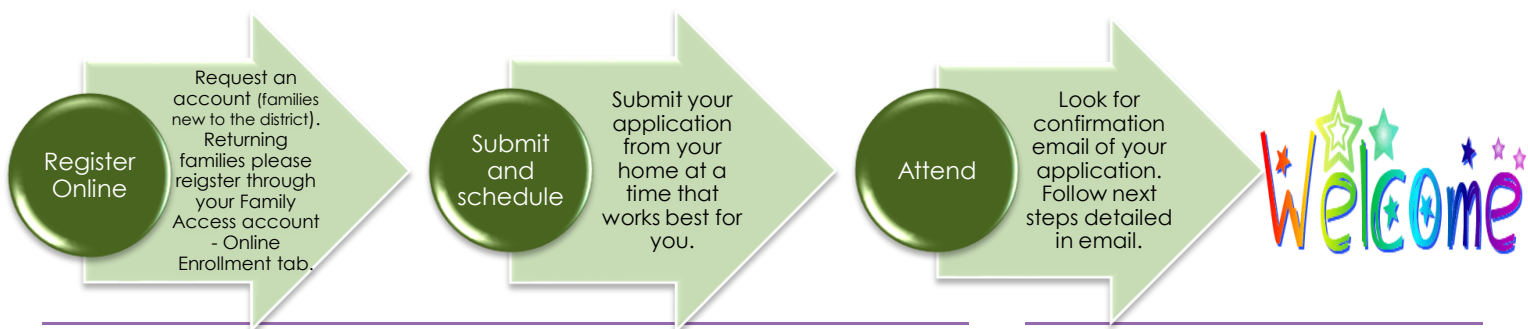 Register
Online
Request an
account (families
new to the district).
Returning
families please
reigster through
your Family
Access account
- Online
Enrollment tab.
Submit
and
schedule
Submit your
application
from your
home at a
time that
works best for
you.
Attend
Look for
confirmation
email of your
application.
Follow next
steps detailed
in email.
Welcome